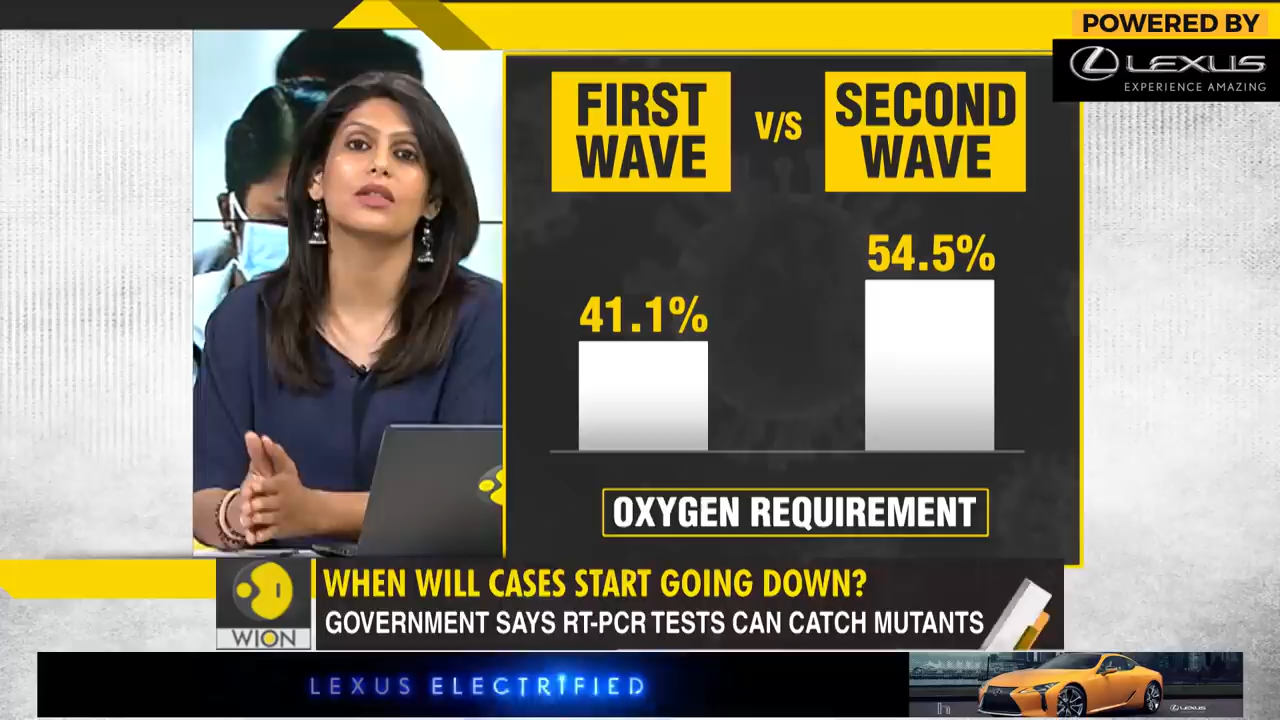 POWERED BY
LEXUS
EXPERIENCE AMAZING
FIRST
WAVE
V/S
SECOND
WAVE
41.1%
54.5%
OXYGEN REQUIREMENT
WHEN WILL CASES START GOING DOWN?
GOVERNMENT SAYS RT-PCR TESTS CAN CATCH MUTANTS
WION
LEXUS ELECTRIFIED
LEXUS